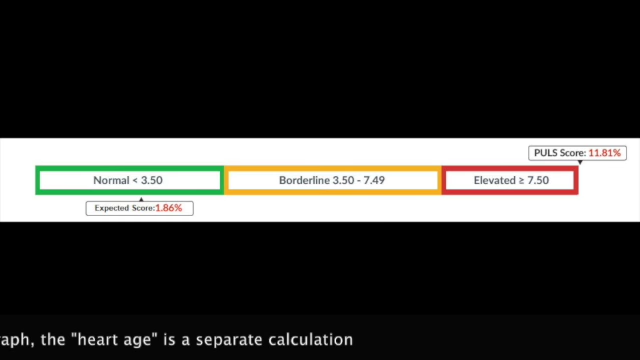 PULS Score: 11.81%
Normal < 3.50
Borderline 3.50 - 7.49
Elevated ≥ 7.50
Expected Score:1.86%
the "heart age" is a separate calculation